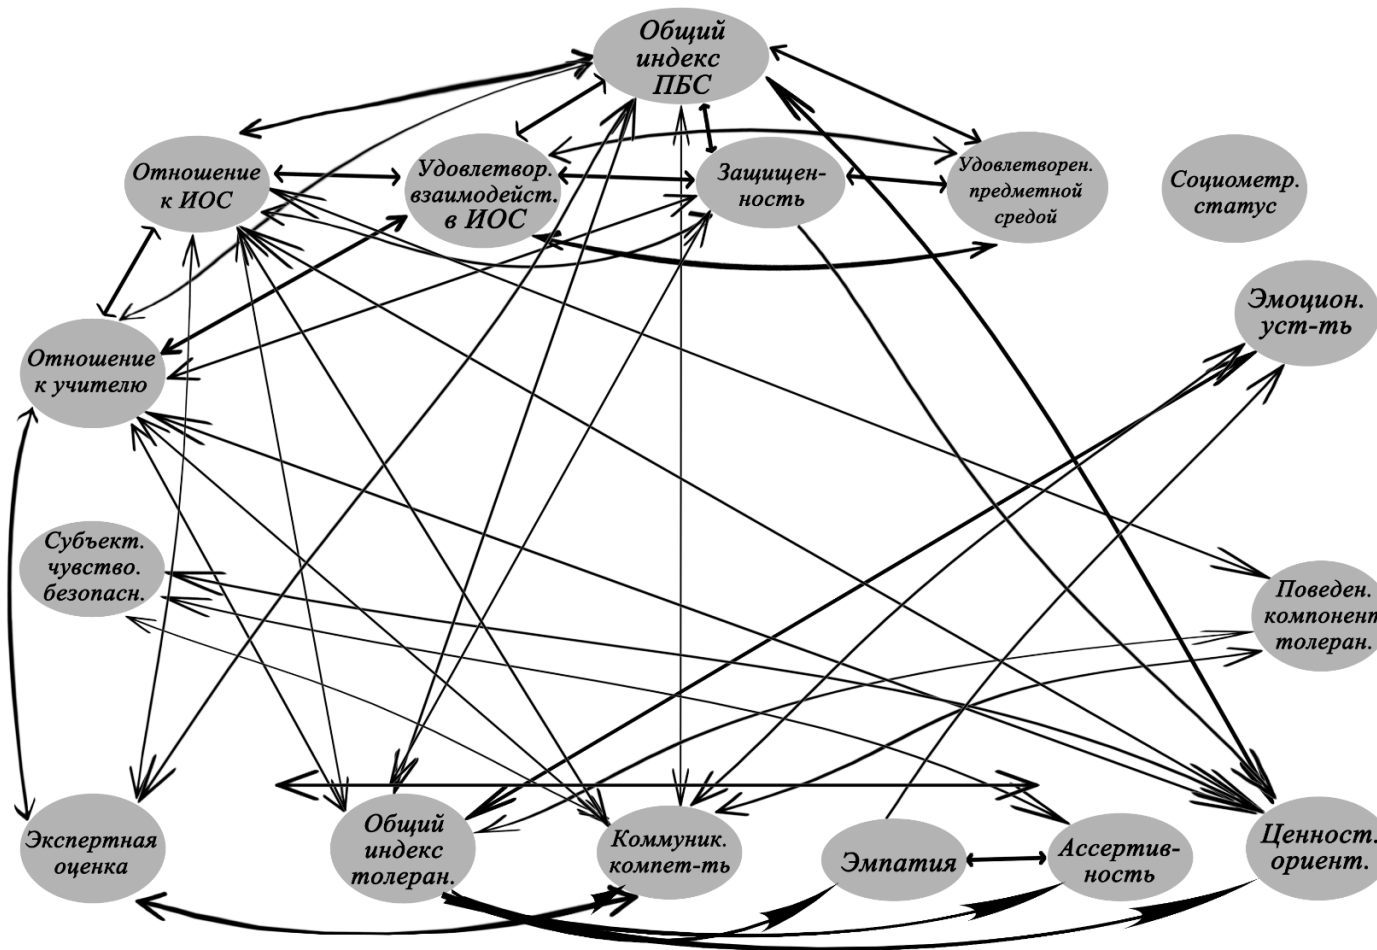 Общий
индекс
ПБС
Отношение
к ИОС
Удовлетвор.
взаимодейст.
в ИОС
Защищен-
ность
Удовлетворен.
предметной
средой
Социометр.
статус
Эмоцион.
уст-ть
Отношение
к учителю
Субъект.
чувство.
безопасн.
Поведен.
компонент
толеран.
Экспертная
оценка
Общий
индекс
толеран.
Коммуник.
компет-ть
Эмпатия
Ассертив-
ность
Ценност.
ориент.